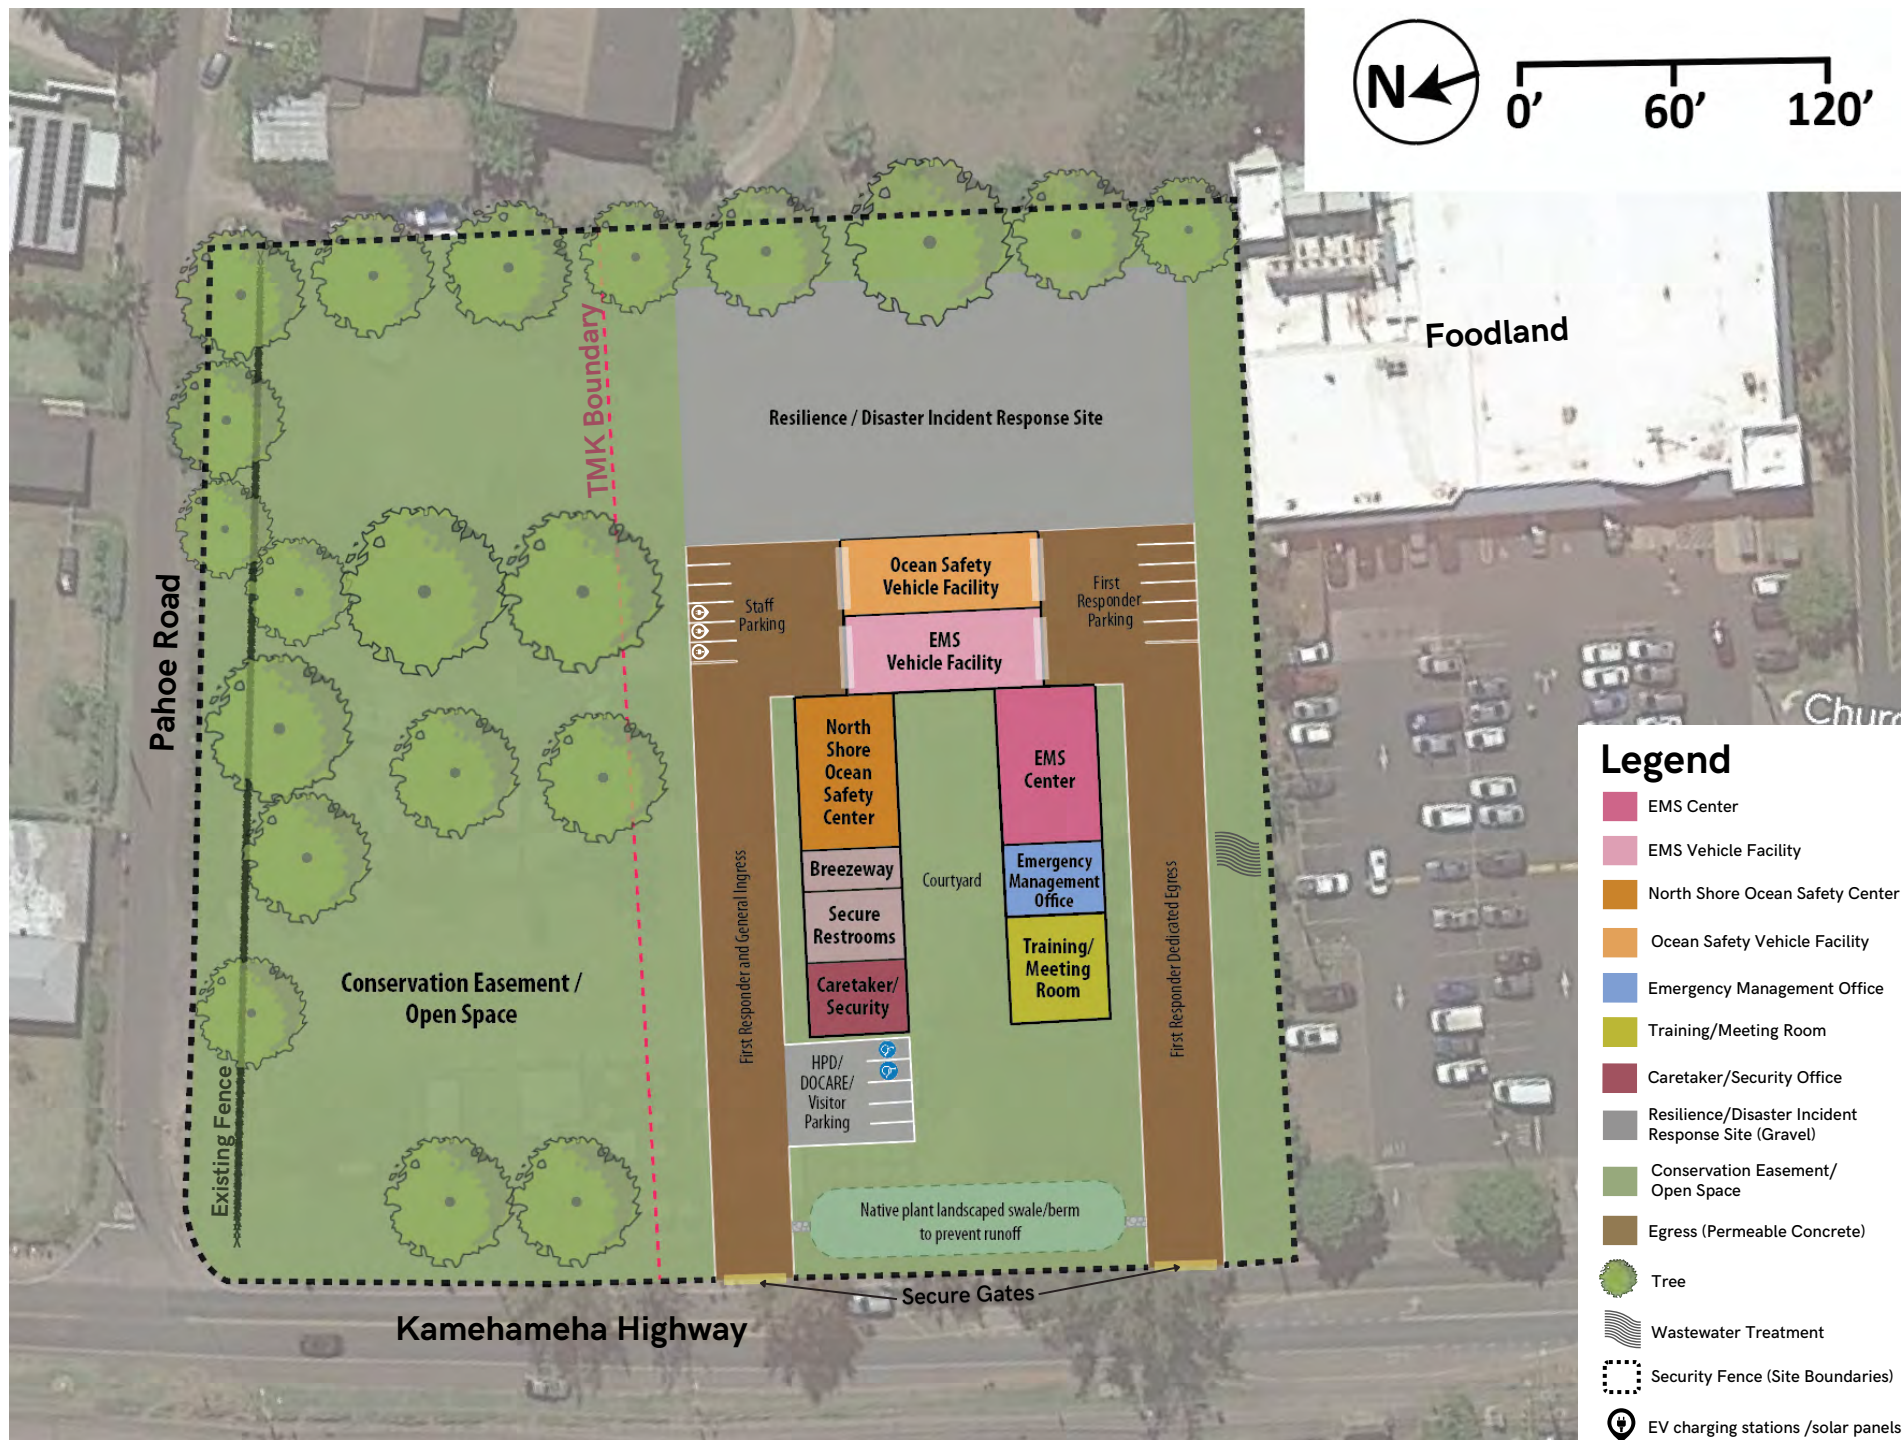 N
0'
60'
120'
Foodland
TMK Boundary
Resilience / Disaster Incident Response Site
Pahoe Road
Ocean Safety
Vehicle Facility
EMS
Vehicle Facility
Staff
Parking
First
Responder
Parking
North
Shore
Ocean
Safety
Center
EMS
Center
Breezeway
Secure
Restrooms
Caretaker/
Security
Courtyard
Emergency
Management
Office
Training/
Meeting
Room
First Responder and General Ingress
First Responder Dedicated Egress
Conservation Easement /
Open Space
Existing Fence
HPD/
DOCARE/
Visitor
Parking
Native plant landscaped swale/berm
to prevent runoff
Secure Gates
Kamehameha Highway
Legend
EMS Center
EMS Vehicle Facility
North Shore Ocean Safety Center
Ocean Safety Vehicle Facility
Emergency Management Office
Training/Meeting Room
Caretaker/Security Office
Resilience/Disaster Incident
Response Site (Gravel)
Conservation Easement/
Open Space
Egress (Permeable Concrete)
Tree
Wastewater Treatment
Security Fence (Site Boundaries)
EV charging stations /solar panels